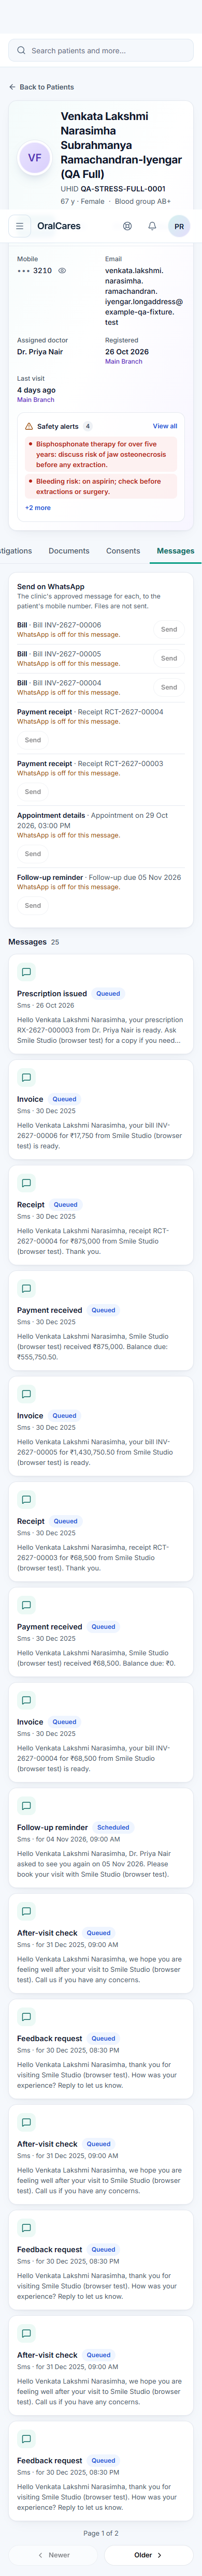 Search patients and more...
Back to Patients
VF
Venkata Lakshmi
Narasimha
Subrahmanya
Ramachandran-Iyengar
(QA Full)
UHID QA-STRESS-FULL-0001
67 y · Female · Blood group AB+
OralCares
PR
Mobile
••• 3210
Email
venkata.lakshmi.
narasimha.
ramachandran.
iyengar.longaddress@
example-qa-fixture.
test
Assigned doctor
Dr. Priya Nair
Registered
26 Oct 2026
Main Branch
Last visit
4 days ago
Main Branch
Safety alerts 4
View all
Bisphosphonate therapy for over five
years: discuss risk of jaw osteonecrosis
before any extraction.
Bleeding risk: on aspirin; check before
extractions or surgery.
+2 more
stigations
Documents
Consents
Messages
Send on WhatsApp
The clinic's approved message for each, to the
patient's mobile number. Files are not sent.
Bill · Bill INV-2627-00006
WhatsApp is off for this message.
Send
Bill · Bill INV-2627-00005
WhatsApp is off for this message.
Send
Bill · Bill INV-2627-00004
WhatsApp is off for this message.
Send
Payment receipt · Receipt RCT-2627-00004
WhatsApp is off for this message.
Send
Payment receipt · Receipt RCT-2627-00003
WhatsApp is off for this message.
Send
Appointment details · Appointment on 29 Oct
2026, 03:00 PM
WhatsApp is off for this message.
Send
Follow-up reminder · Follow-up due 05 Nov 2026
WhatsApp is off for this message.
Send
Messages 25
Prescription issued Queued
Sms · 26 Oct 2026
Hello Venkata Lakshmi Narasimha, your prescription
RX-2627-000003 from Dr. Priya Nair is ready. Ask
Smile Studio (browser test) for a copy if you need...
Invoice Queued
Sms · 30 Dec 2025
Hello Venkata Lakshmi Narasimha, your bill INV-
2627-00006 for ₹17,750 from Smile Studio (browser
test) is ready.
Receipt Queued
Sms · 30 Dec 2025
Hello Venkata Lakshmi Narasimha, receipt RCT-
2627-00004 for ₹875,000 from Smile Studio
(browser test). Thank you.
Payment received Queued
Sms · 30 Dec 2025
Hello Venkata Lakshmi Narasimha, Smile Studio
(browser test) received ₹875,000. Balance due:
₹555,750.50.
Invoice Queued
Sms · 30 Dec 2025
Hello Venkata Lakshmi Narasimha, your bill INV-
2627-00005 for ₹1,430,750.50 from Smile Studio
(browser test) is ready.
Receipt Queued
Sms · 30 Dec 2025
Hello Venkata Lakshmi Narasimha, receipt RCT-
2627-00003 for ₹68,500 from Smile Studio
(browser test). Thank you.
Payment received Queued
Sms · 30 Dec 2025
Hello Venkata Lakshmi Narasimha, Smile Studio
(browser test) received ₹68,500. Balance due: ₹0.
Invoice Queued
Sms · 30 Dec 2025
Hello Venkata Lakshmi Narasimha, your bill INV-
2627-00004 for ₹68,500 from Smile Studio
(browser test) is ready.
Follow-up reminder Scheduled
Sms · for 04 Nov 2026, 09:00 AM
Hello Venkata Lakshmi Narasimha, Dr. Priya Nair
asked to see you again on 05 Nov 2026. Please
book your visit with Smile Studio (browser test).
After-visit check Queued
Sms · for 31 Dec 2025, 09:00 AM
Hello Venkata Lakshmi Narasimha, we hope you are
feeling well after your visit to Smile Studio (browser
test). Call us if you have any concerns.
Feedback request Queued
Sms · for 30 Dec 2025, 08:30 PM
Hello Venkata Lakshmi Narasimha, thank you for
visiting Smile Studio (browser test). How was your
experience? Reply to let us know.
After-visit check Queued
Sms · for 31 Dec 2025, 09:00 AM
Hello Venkata Lakshmi Narasimha, we hope you are
feeling well after your visit to Smile Studio (browser
test). Call us if you have any concerns.
Feedback request Queued
Sms · for 30 Dec 2025, 08:30 PM
Hello Venkata Lakshmi Narasimha, thank you for
visiting Smile Studio (browser test). How was your
experience? Reply to let us know.
After-visit check Queued
Sms · for 31 Dec 2025, 09:00 AM
Hello Venkata Lakshmi Narasimha, we hope you are
feeling well after your visit to Smile Studio (browser
test). Call us if you have any concerns.
Feedback request Queued
Sms · for 30 Dec 2025, 08:30 PM
Hello Venkata Lakshmi Narasimha, thank you for
visiting Smile Studio (browser test). How was your
experience? Reply to let us know.
Page 1 of 2
Newer
Older